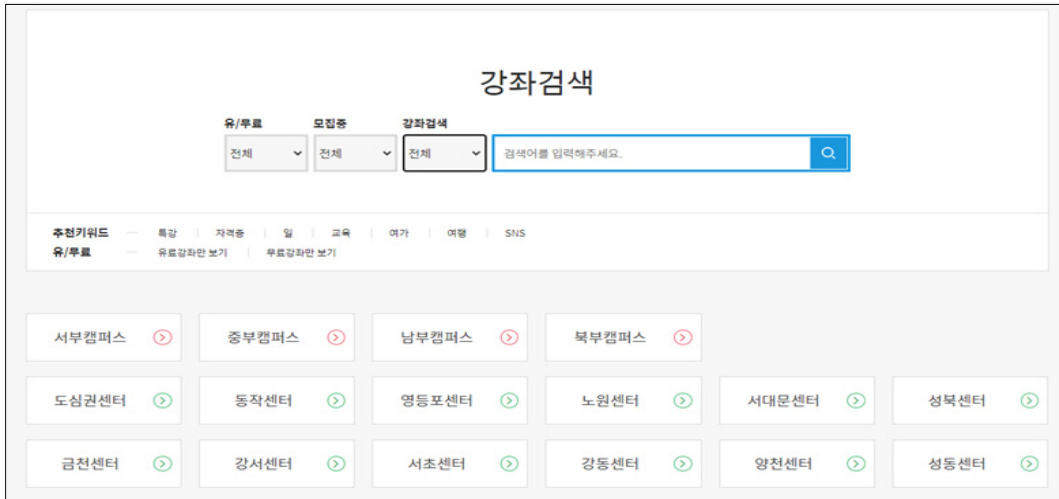 강좌검색
유/무료 모집중 강좌검색
전체 전체 전체 검색어를 입력해주세요.
추천키워드 특강 자격증 일 교육 여가 여행 SNS
유/무료 유료강좌만 보기 무료강좌만 보기
서부캠퍼스 중부캠퍼스 남부캠퍼스 북부캠퍼스
도심권센터 동작센터 영등포센터 노원센터 서대문센터 성북센터
금천센터 강서센터 서초센터 강동센터 양천센터 성동센터